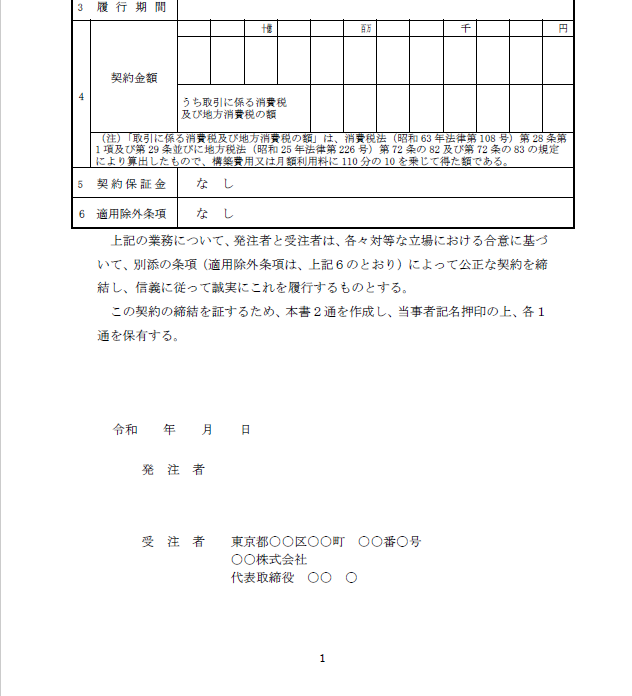 3 履行期間
十億 百万 千 円
4 契約金額
うち取引に係る消費税
及び地方消費税の額
（注）「取引に係る消費税及び地方消費税の額」は、消費税法（昭和 63 年法律第 108 号）第 28 条第
1 項及び第 29 条並びに地方税法（昭和 25 年法律第 226 号）第 72 条の 82 及び第 72 条の 83 の規定
により算出したもので、構築費用又は月額利用料に 110 分の 10 を乗じて得た額である。
5 契約保証金 なし
6 適用除外条項 なし
上記の業務について、発注者と受注者は、各々対等な立場における合意に基づ
いて、別添の条項（適用除外条項は、上記６のとおり）によって公正な契約を締
結し、信義に従って誠実にこれを履行するものとする。
この契約の締結を証するため、本書２通を作成し、当事者記名押印の上、各１
通を保有する。
令和　　年　　月　　日
発　注　者
受　注　者　　東京都〇〇区〇〇町　〇〇番〇号
〇〇株式会社
代表取締役　〇〇　〇
1